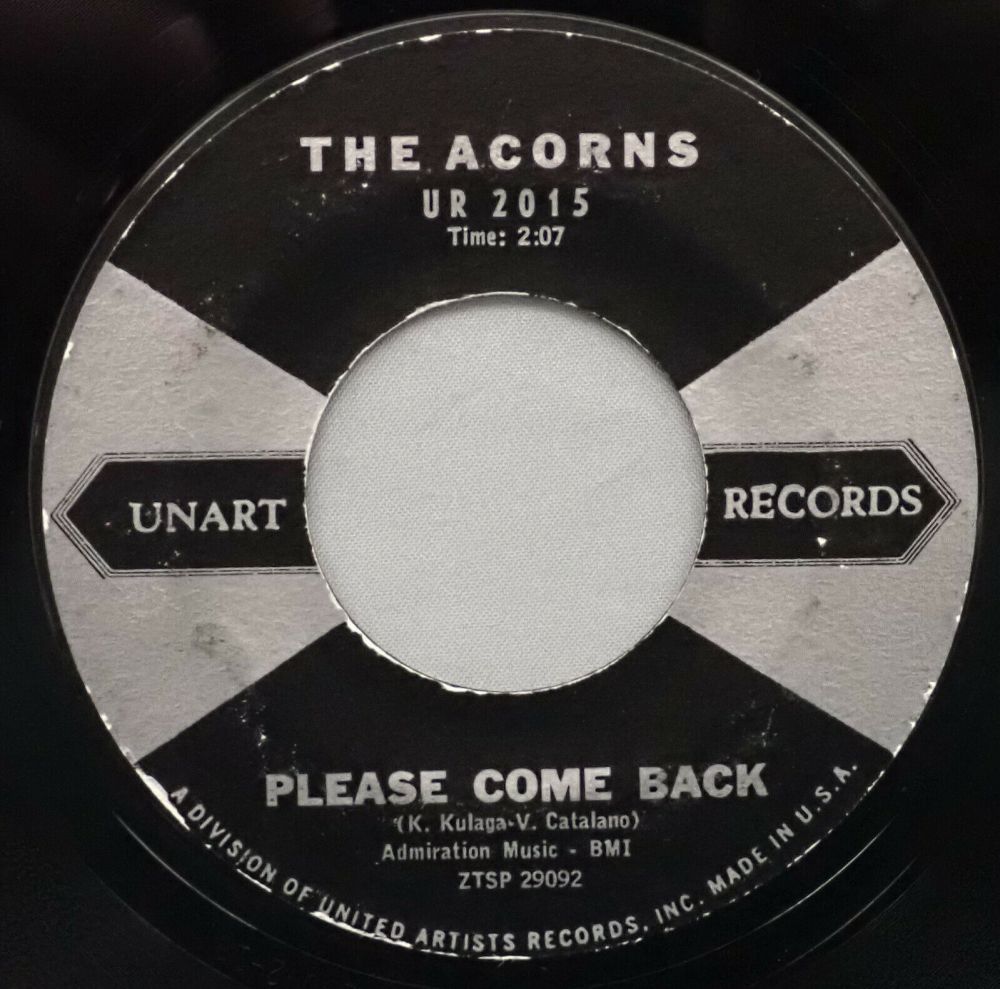 THE ACORNS
UR 2015
Time: 2:07
UNART RECORDS
PLEASE COME BACK
(K. Kulaga-V. Catalano)
Admiration Music - BMI
ZTSP 29092
A DIVISION OF UNITED ARTISTS RECORDS, INC. MADE IN U.S.A.